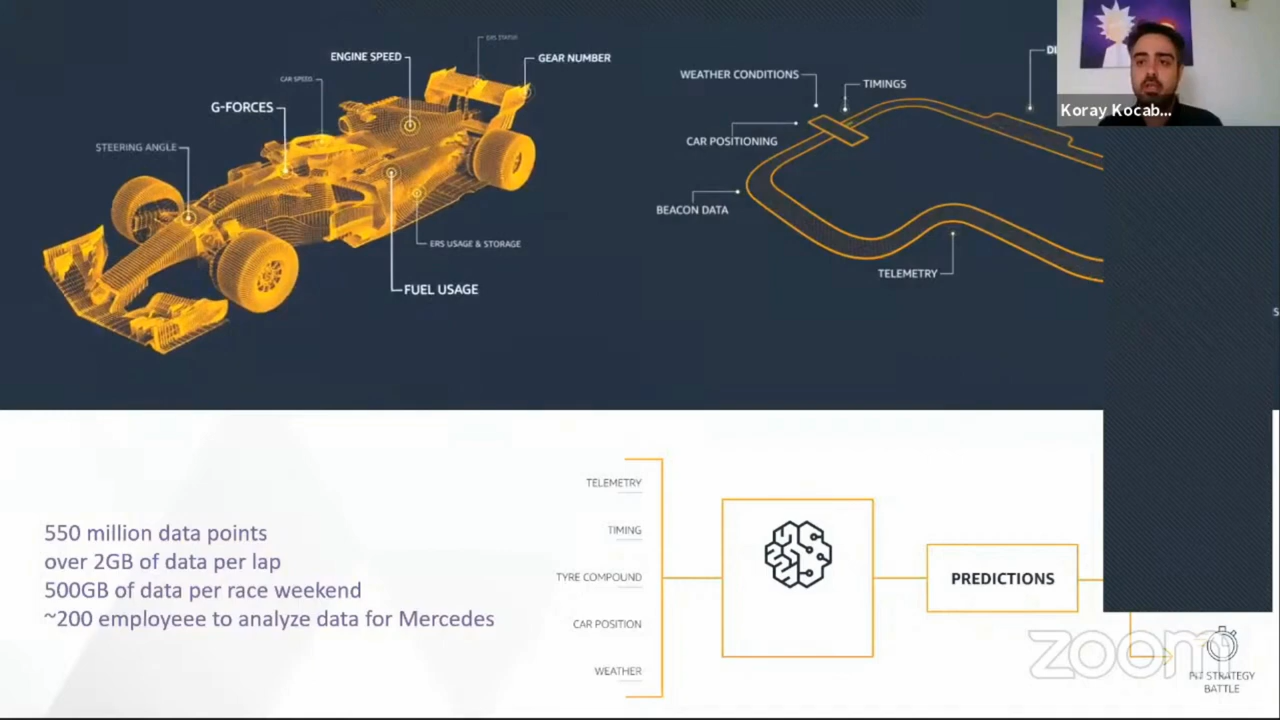 ERS STATUS
ENGINE SPEED
GEAR NUMBER
CAR SPEED
G-FORCES
STEERING ANGLE
ERS USAGE & STORAGE
FUEL USAGE
WEATHER CONDITIONS
TIMINGS
CAR POSITIONING
BEACON DATA
TELEMETRY
Koray Kocab...
550 million data points
over 2GB of data per lap
500GB of data per race weekend
~200 employeee to analyze data for Mercedes
TELEMETRY
TIMING
TYRE COMPOUND
CAR POSITION
WEATHER
PREDICTIONS
zoom
PIT STRATEGY
BATTLE